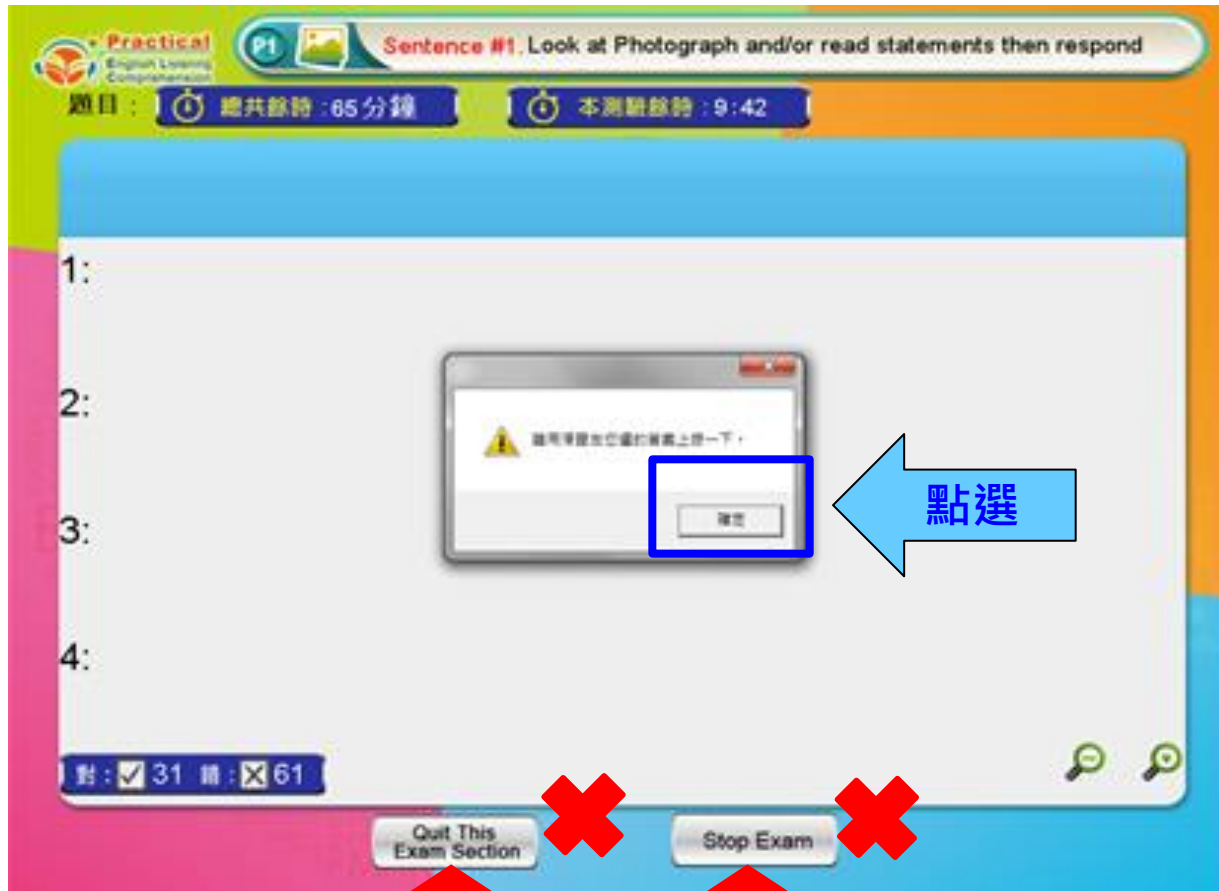 Practical
English Listening
Comprehension
P1
Sentence #1. Look at Photograph and/or read statements then respond
題目：
總共餘時：65分鐘
本測驗餘時：9:42
1:
2:
3:
4:
確定
點選
對：31 錯：61
Quit This
Exam Section
Stop Exam